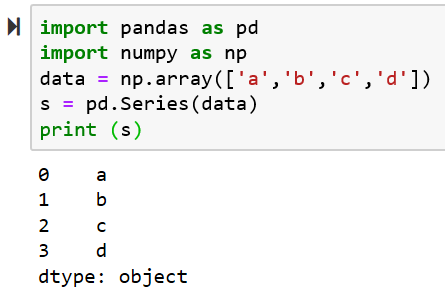 import pandas as pd
import numpy as np
data = np.array(['a','b','c','d'])
s = pd.Series(data)
print (s)
0    a
1    b
2    c
3    d
dtype: object